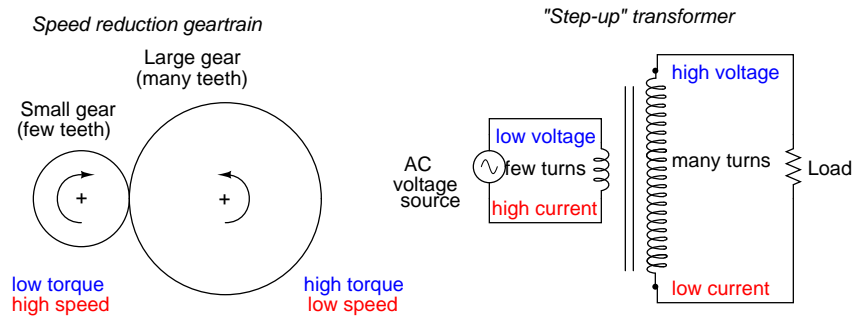 Speed reduction geartrain
Large gear
(many teeth)
Small gear
(few teeth)
+
+
low torque
high speed
high torque
low speed
"Step-up" transformer
high voltage
low voltage
AC
voltage
source
few turns
many turns
Load
high current
low current